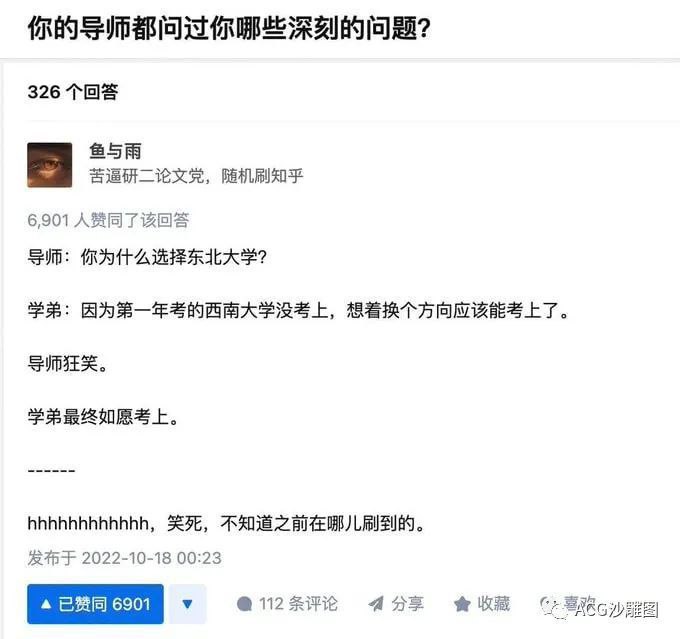 你的导师都问过你哪些深刻的问题?
326 个回答
鱼与雨
苦逼研二论文党，随机刷知乎
6,901 人赞同了该回答
导师：你为什么选择东北大学?
学弟：因为第一年考的西南大学没考上，想着换个方向应该能考上了。
导师狂笑。
学弟最终如愿考上。
------
hhhhhhhhhhhh，笑死，不知道之前在哪儿刷到的。
发布于 2022-10-18 00:23
已赞同 6901 112 条评论 分享 收藏 喜欢
ACG沙雕图